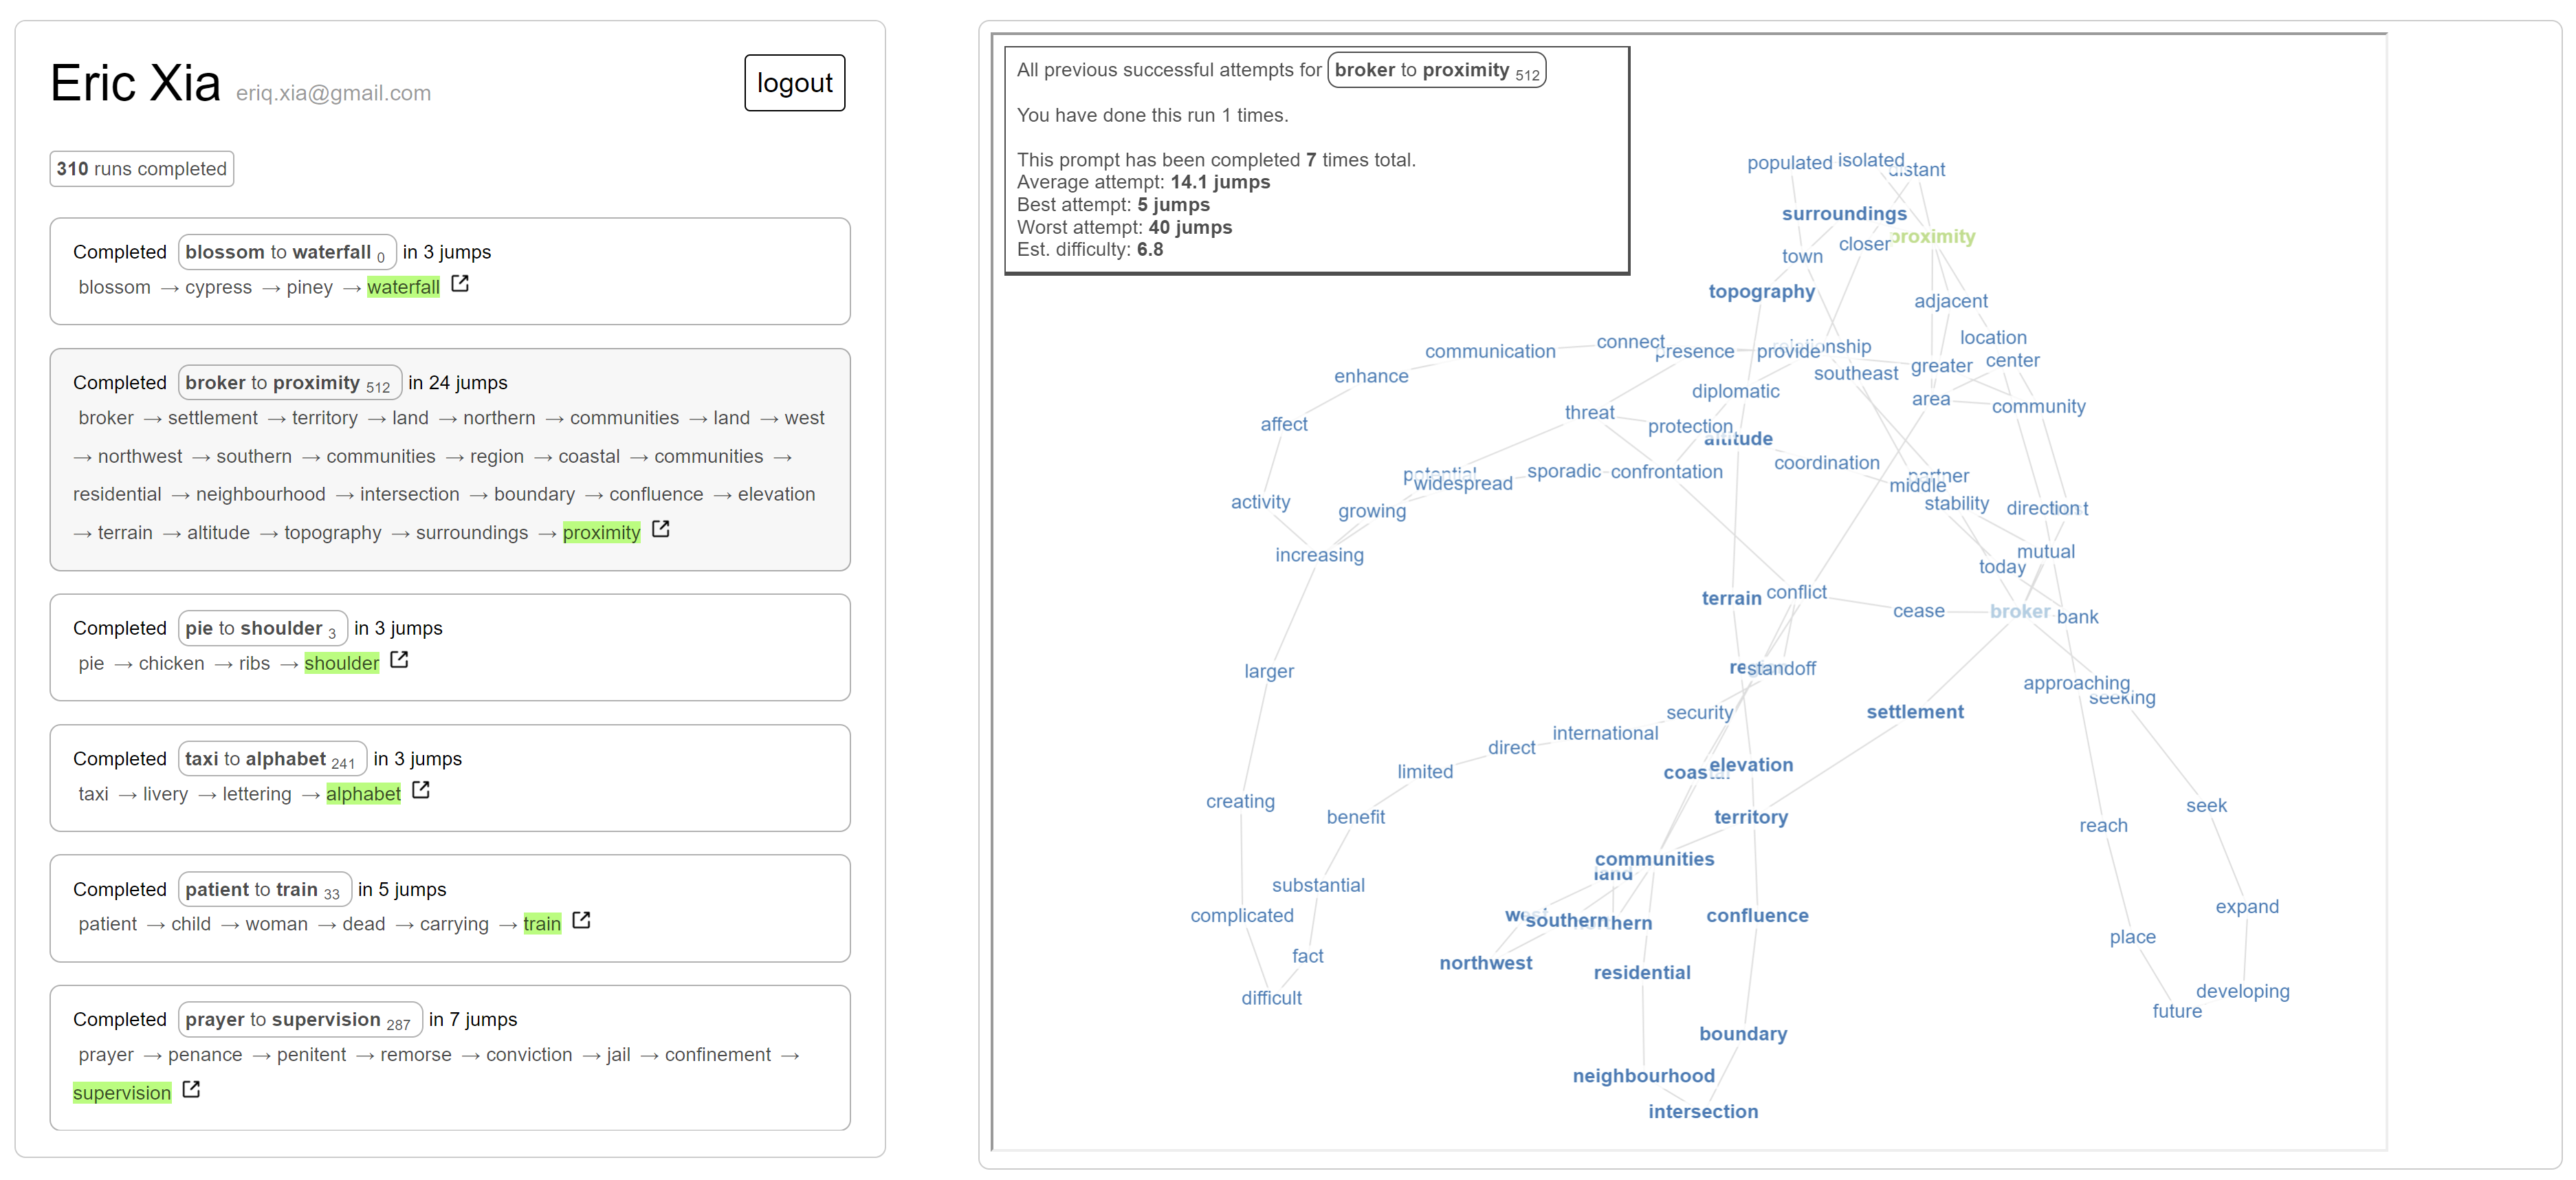 Eric Xia eriq.xia@gmail.com
logout
310 runs completed
Completed blossom to waterfall 0 in 3 jumps
blossom → cypress → piney → waterfall
Completed broker to proximity 512 in 24 jumps
broker → settlement → territory → land → northern → communities → land → west
→ northwest → southern → communities → region → coastal → communities →
residential → neighbourhood → intersection → boundary → confluence → elevation
→ terrain → altitude → topography → surroundings → proximity
Completed pie to shoulder 3 in 3 jumps
pie → chicken → ribs → shoulder
Completed taxi to alphabet 241 in 3 jumps
taxi → livery → lettering → alphabet
Completed patient to train 33 in 5 jumps
patient → child → woman → dead → carrying → train
Completed prayer to supervision 287 in 7 jumps
prayer → penance → penitent → remorse → conviction → jail → confinement →
supervision
All previous successful attempts for broker to proximity 512
You have done this run 1 times.
This prompt has been completed 7 times total.
Average attempt: 14.1 jumps
Best attempt: 5 jumps
Worst attempt: 40 jumps
Est. difficulty: 6.8
populated
isolated
distant
surroundings
proximity
closer
town
topography
adjacent
location
connect
communication
presence
provide
relationship
center
greater
southeast
enhance
diplomatic
area
community
threat
affect
protection
altitude
coordination
potential
sporadic
confrontation
partner
widespread
middle
activity
stability
growing
direction
mutual
increasing
today
conflict
terrain
cease
broker
bank
region
standoff
larger
approaching
seeking
security
settlement
international
direct
limited
coastal
elevation
creating
seek
benefit
territory
reach
communities
land
substantial
expand
complicated
west
southern
northern
confluence
place
fact
northwest
residential
difficult
developing
future
boundary
neighbourhood
intersection